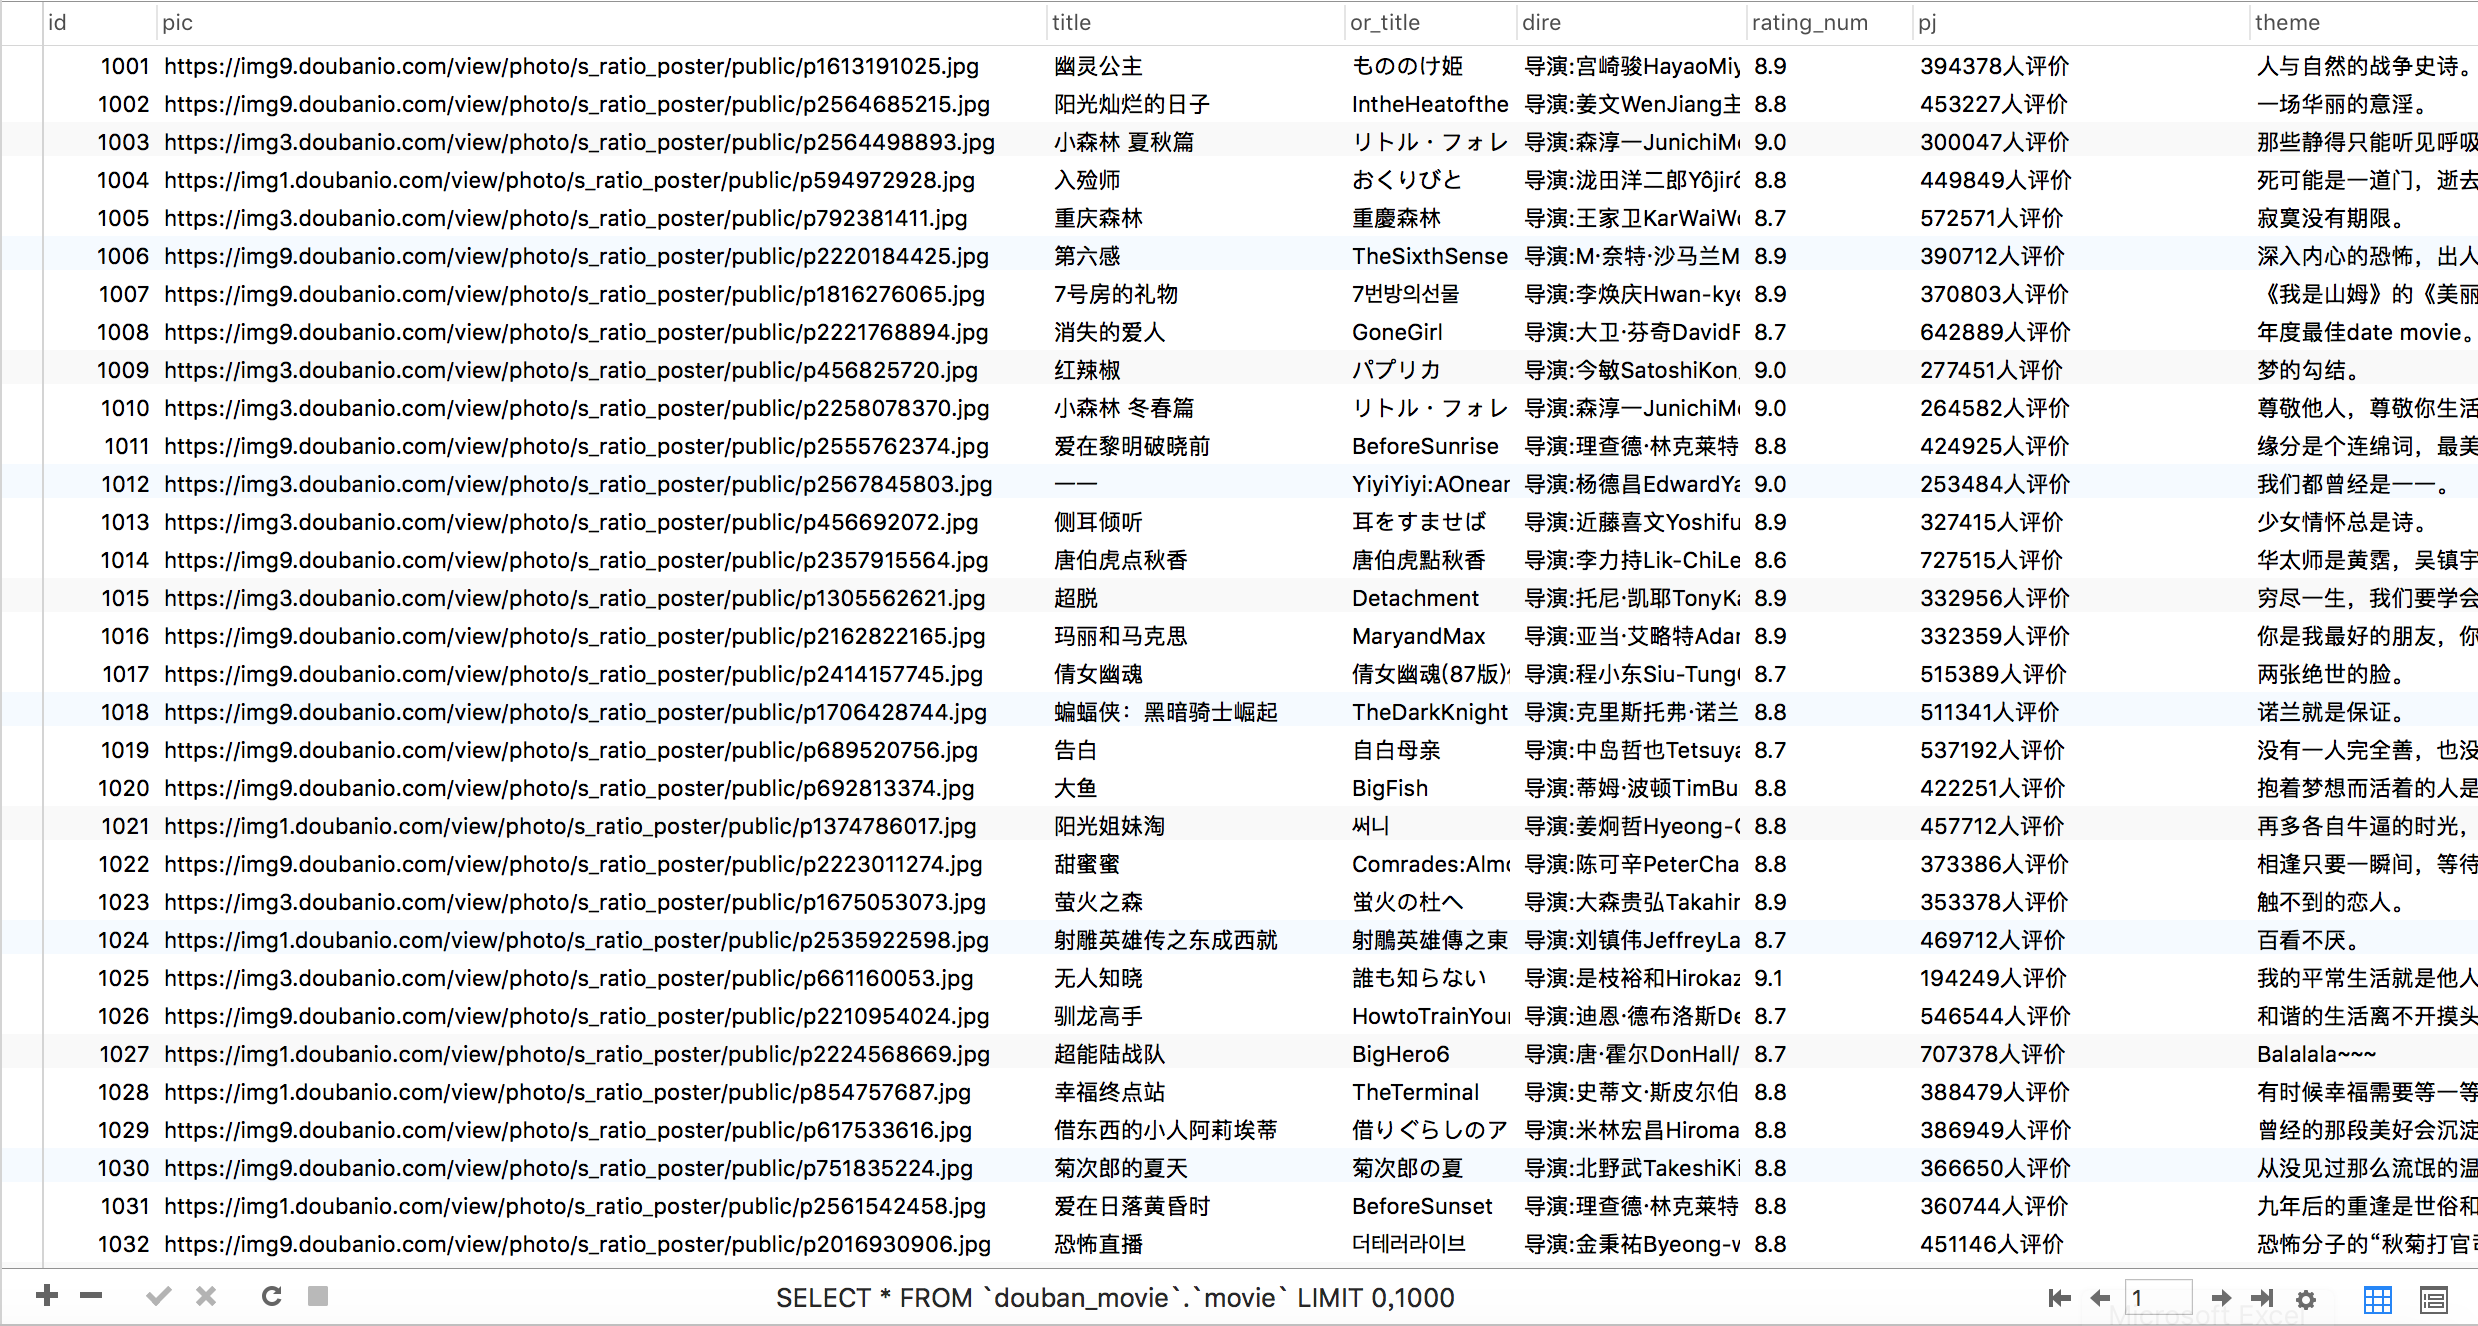 id pic title or_title dire rating_num pj theme
1001 https://img9.doubanio.com/view/photo/s_ratio_poster/public/p1613191025.jpg 幽灵公主 もののけ姫 导演:宫崎骏HayaoMiy 8.9 394378人评价 人与自然的战争史诗。
1002 https://img9.doubanio.com/view/photo/s_ratio_poster/public/p2564685215.jpg 阳光灿烂的日子 IntheHeatofthe 导演:姜文WenJiang主 8.8 453227人评价 一场华丽的意淫。
1003 https://img3.doubanio.com/view/photo/s_ratio_poster/public/p2564498893.jpg 小森林 夏秋篇 リトル・フォレ 导演:森淳一JunichiMo 9.0 300047人评价 那些静得只能听见呼吸
1004 https://img1.doubanio.com/view/photo/s_ratio_poster/public/p594972928.jpg 入殓师 おくりびと 导演:泷田洋二郎Yôjirô 8.8 449849人评价 死可能是一道门，逝去
1005 https://img3.doubanio.com/view/photo/s_ratio_poster/public/p792381411.jpg 重庆森林 重慶森林 导演:王家卫KarWaiWo 8.7 572571人评价 寂寞没有期限。
1006 https://img9.doubanio.com/view/photo/s_ratio_poster/public/p2220184425.jpg 第六感 TheSixthSense 导演:M·奈特·沙马兰M 8.9 390712人评价 深入内心的恐怖，出人
1007 https://img9.doubanio.com/view/photo/s_ratio_poster/public/p1816276065.jpg 7号房的礼物 7번방의선물 导演:李焕庆Hwan-kye 8.9 370803人评价 《我是山姆》的《美丽
1008 https://img9.doubanio.com/view/photo/s_ratio_poster/public/p2221768894.jpg 消失的爱人 GoneGirl 导演:大卫·芬奇DavidF 8.7 642889人评价 年度最佳date movie。
1009 https://img3.doubanio.com/view/photo/s_ratio_poster/public/p456825720.jpg 红辣椒 パプリカ 导演:今敏SatoshiKon 9.0 277451人评价 梦的勾结。
1010 https://img3.doubanio.com/view/photo/s_ratio_poster/public/p2258078370.jpg 小森林 冬春篇 リトル・フォレ 导演:森淳一JunichiMo 9.0 264582人评价 尊敬他人，尊敬你生活
1011 https://img9.doubanio.com/view/photo/s_ratio_poster/public/p2555762374.jpg 爱在黎明破晓前 BeforeSunrise 导演:理查德·林克莱特 8.8 424925人评价 缘分是个连绵词，最美
1012 https://img3.doubanio.com/view/photo/s_ratio_poster/public/p2567845803.jpg 一一 YiyiYiyi:AOnear 导演:杨德昌EdwardYa 9.0 253484人评价 我们都曾经是一一。
1013 https://img3.doubanio.com/view/photo/s_ratio_poster/public/p456692072.jpg 侧耳倾听 耳をすませば 导演:近藤喜文Yoshifu 8.9 327415人评价 少女情怀总是诗。
1014 https://img9.doubanio.com/view/photo/s_ratio_poster/public/p2357915564.jpg 唐伯虎点秋香 唐伯虎點秋香 导演:李力持Lik-ChiLe 8.6 727515人评价 华太师是黄霑，吴镇宇
1015 https://img3.doubanio.com/view/photo/s_ratio_poster/public/p1305562621.jpg 超脱 Detachment 导演:托尼·凯耶TonyKa 8.9 332956人评价 穷尽一生，我们要学会
1016 https://img9.doubanio.com/view/photo/s_ratio_poster/public/p2162822165.jpg 玛丽和马克思 MaryandMax 导演:亚当·艾略特Adar 8.9 332359人评价 你是我最好的朋友，你
1017 https://img9.doubanio.com/view/photo/s_ratio_poster/public/p2414157745.jpg 倩女幽魂 倩女幽魂(87版) 导演:程小东Siu-Tung 8.7 515389人评价 两张绝世的脸。
1018 https://img9.doubanio.com/view/photo/s_ratio_poster/public/p1706428744.jpg 蝙蝠侠：黑暗骑士崛起 TheDarkKnight 导演:克里斯托弗·诺兰 8.8 511341人评价 诺兰就是保证。
1019 https://img9.doubanio.com/view/photo/s_ratio_poster/public/p689520756.jpg 告白 自白母亲 导演:中岛哲也Tetsuya 8.7 537192人评价 没有一人完全善，也没
1020 https://img9.doubanio.com/view/photo/s_ratio_poster/public/p692813374.jpg 大鱼 BigFish 导演:蒂姆·波顿TimBu 8.8 422251人评价 抱着梦想而活着的人是
1021 https://img1.doubanio.com/view/photo/s_ratio_poster/public/p1374786017.jpg 阳光姐妹淘 써니 导演:姜炯哲Hyeong-C 8.8 457712人评价 再多各自牛逼的时光，
1022 https://img9.doubanio.com/view/photo/s_ratio_poster/public/p2223011274.jpg 甜蜜蜜 Comrades:Almo 导演:陈可辛PeterCha 8.8 373386人评价 相逢只要一瞬间，等待
1023 https://img3.doubanio.com/view/photo/s_ratio_poster/public/p1675053073.jpg 萤火之森 蛍火の杜へ 导演:大森贵弘Takahir 8.9 353378人评价 触不到的恋人。
1024 https://img1.doubanio.com/view/photo/s_ratio_poster/public/p2535922598.jpg 射雕英雄传之东成西就 射鵰英雄傳之東 导演:刘镇伟JeffreyLa 8.7 469712人评价 百看不厌。
1025 https://img3.doubanio.com/view/photo/s_ratio_poster/public/p661160053.jpg 无人知晓 誰も知らない 导演:是枝裕和Hirokaz 9.1 194249人评价 我的平常生活就是他人
1026 https://img9.doubanio.com/view/photo/s_ratio_poster/public/p2210954024.jpg 驯龙高手 HowtoTrainYour 导演:迪恩·德布洛斯De 8.7 546544人评价 和谐的生活离不开摸头
1027 https://img1.doubanio.com/view/photo/s_ratio_poster/public/p2224568669.jpg 超能陆战队 BigHero6 导演:唐·霍尔DonHall/ 8.7 707378人评价 Balalala~~~
1028 https://img1.doubanio.com/view/photo/s_ratio_poster/public/p854757687.jpg 幸福终点站 TheTerminal 导演:史蒂文·斯皮尔伯 8.8 388479人评价 有时候幸福需要等一等
1029 https://img9.doubanio.com/view/photo/s_ratio_poster/public/p617533616.jpg 借东西的小人阿莉埃蒂 借りぐらしのア 导演:米林宏昌Hiroma 8.8 386949人评价 曾经的那段美好会沉淀
1030 https://img9.doubanio.com/view/photo/s_ratio_poster/public/p751835224.jpg 菊次郎的夏天 菊次郎の夏 导演:北野武TakeshiKi 8.8 366650人评价 从没见过那么流氓的温
1031 https://img1.doubanio.com/view/photo/s_ratio_poster/public/p2561542458.jpg 爱在日落黄昏时 BeforeSunset 导演:理查德·林克莱特 8.8 360744人评价 九年后的重逢是世俗和
1032 https://img9.doubanio.com/view/photo/s_ratio_poster/public/p2016930906.jpg 恐怖直播 더테러라이브 导演:金秉祐Byeong-w 8.8 451146人评价 恐怖分子的“秋菊打官司
SELECT * FROM `douban_movie`.`movie` LIMIT 0,1000 1
Microsoft Excel